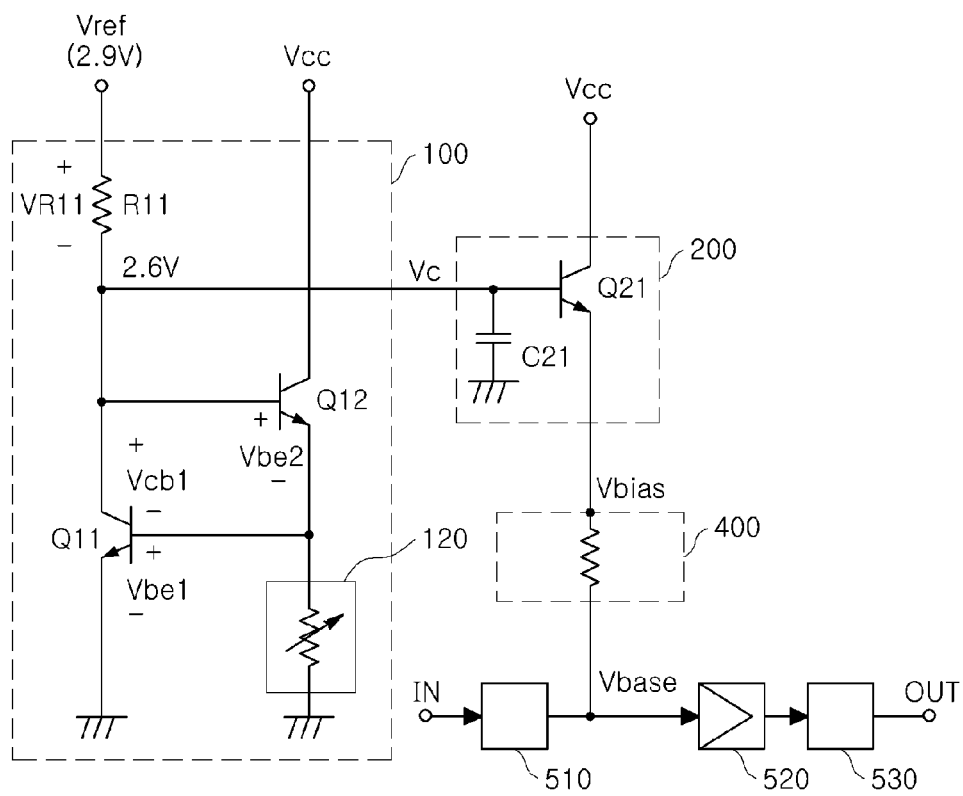 Vref
(2.9V)
Vcc
Vcc
100
+
VR11
R11
−
2.6V
Vc
200
Q21
C21
Q12
+
Vbe2
−
+
Vcb1
−
Q11
+
Vbe1
−
120
Vbias
400
Vbase
IN
OUT
510
520
530